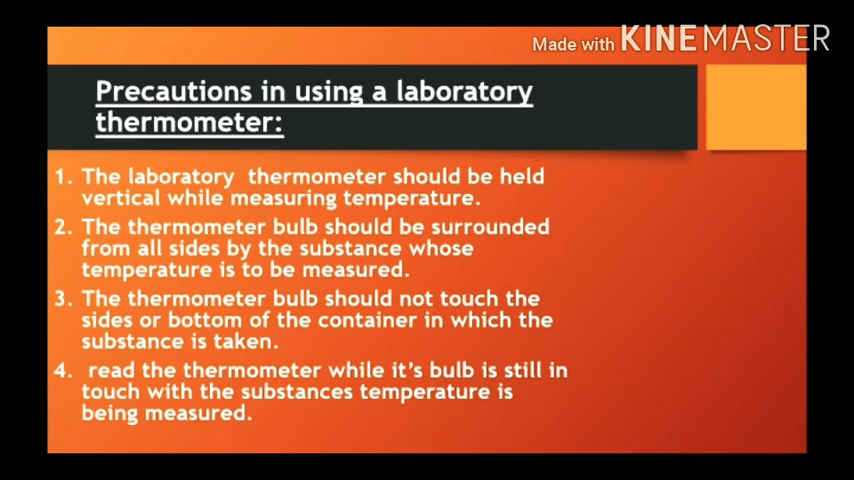 Made with KINEMASTER
Precautions in using a laboratory
thermometer:
1. The laboratory thermometer should be held
vertical while measuring temperature.
2. The thermometer bulb should be surrounded
from all sides by the substance whose
temperature is to be measured.
3. The thermometer bulb should not touch the
sides or bottom of the container in which the
substance is taken.
4. read the thermometer while it's bulb is still in
touch with the substances temperature is
being measured.